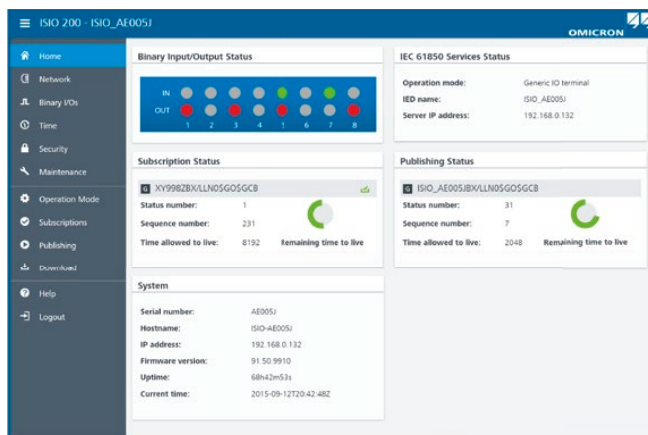 ISIO 200 - ISIO_AE005J
OMICRON
Home
Network
Binary I/Os
Time
Security
Maintenance
Operation Mode
Subscriptions
Publishing
Download
Help
Logout
Binary Input/Output Status
IN
OUT
1 2 3 4 5 6 7 8
IEC 61850 Services Status
Operation mode: Generic IO terminal
IED name: ISIO_AE005J
Server IP address: 192.168.0.132
Subscription Status
G XY998ZBX/LLN0$GO$GCB
Status number: 1
Sequence number: 231
Time allowed to live: 8192 Remaining time to live
Publishing Status
G ISIO_AE005JBX/LLN0$GO$GCB
Status number: 31
Sequence number: 7
Time allowed to live: 2048 Remaining time to live
System
Serial number: AE005J
Hostname: ISIO-AE005J
IP address: 192.168.0.132
Firmware version: 91.50.9910
Uptime: 68h42m53s
Current time: 2015-09-12T20:42:48Z